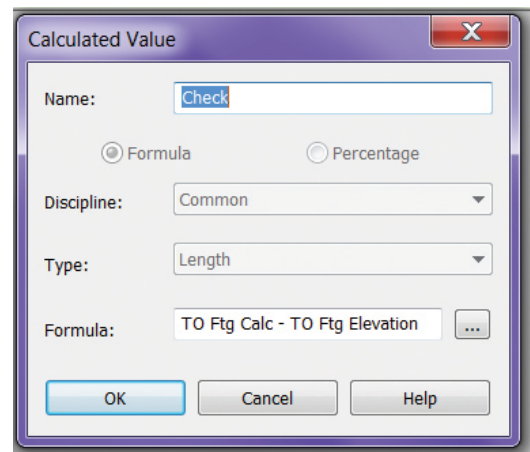 Calculated Value
Name: Check
Formula Percentage
Discipline: Common
Type: Length
Formula: TO Ftg Calc - TO Ftg Elevation ...
OK Cancel Help